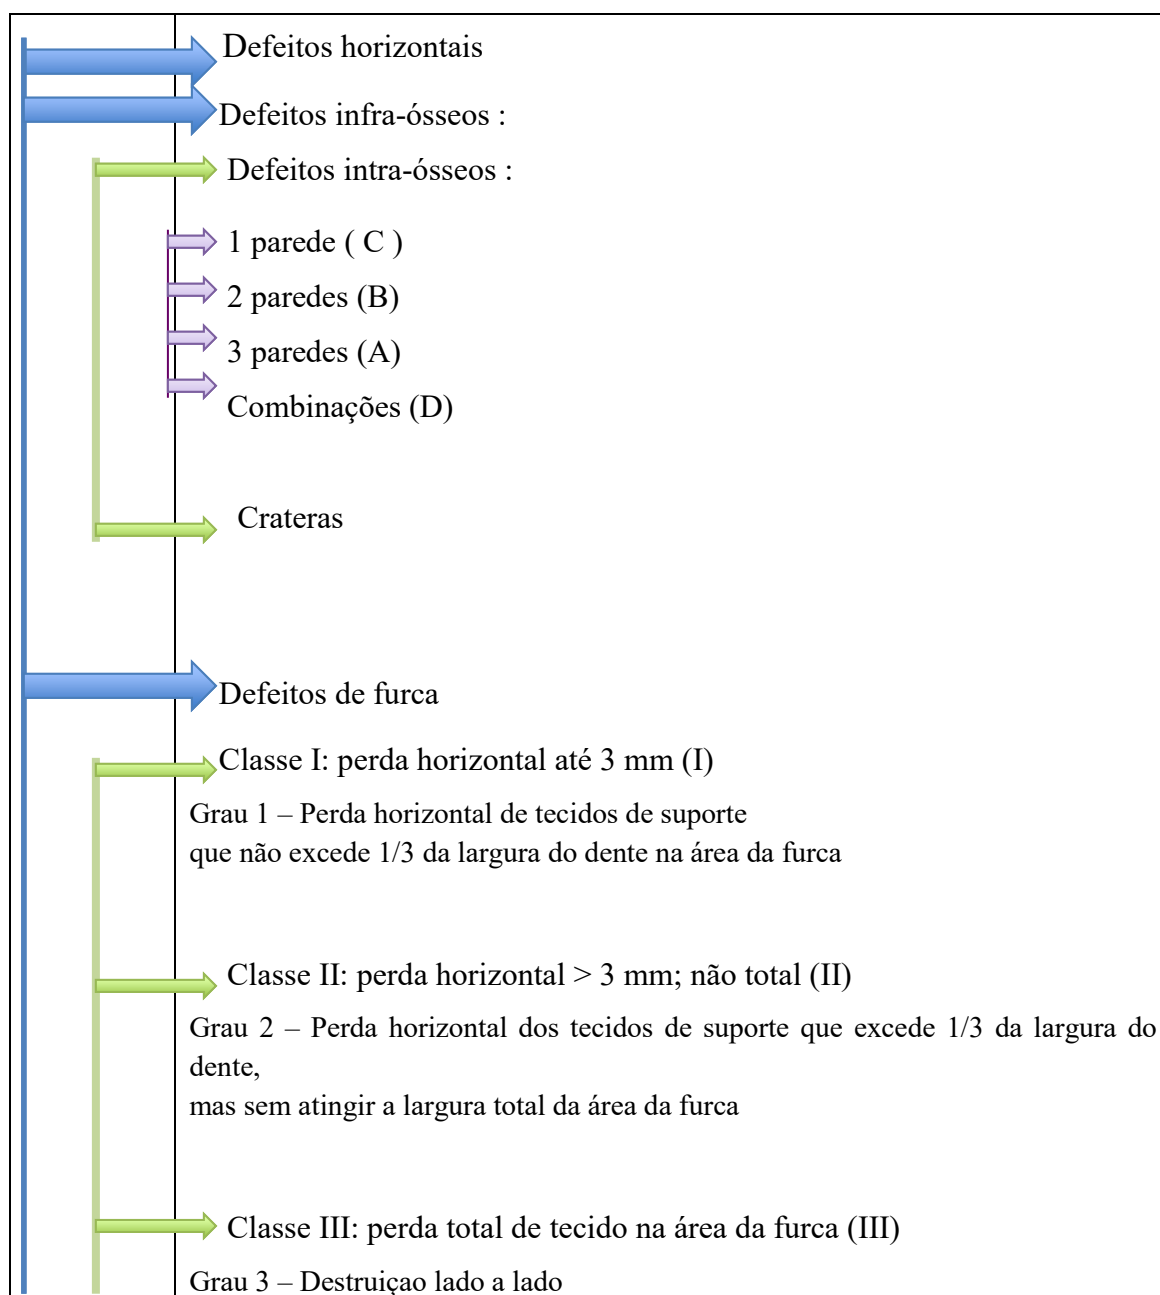 Defeitos horizontais
Defeitos infra-ósseos :
Defeitos intra-ósseos :
1 parede ( C )
2 paredes (B)
3 paredes (A)
Combinações (D)
Crateras
Defeitos de furca
Classe I: perda horizontal até 3 mm (I)
Grau 1 – Perda horizontal de tecidos de suporte
que não excede 1/3 da largura do dente na área da furca
Classe II: perda horizontal > 3 mm; não total (II)
Grau 2 – Perda horizontal dos tecidos de suporte que excede 1/3 da largura do
dente,
mas sem atingir a largura total da área da furca
Classe III: perda total de tecido na área da furca (III)
Grau 3 – Destruiçao lado a lado